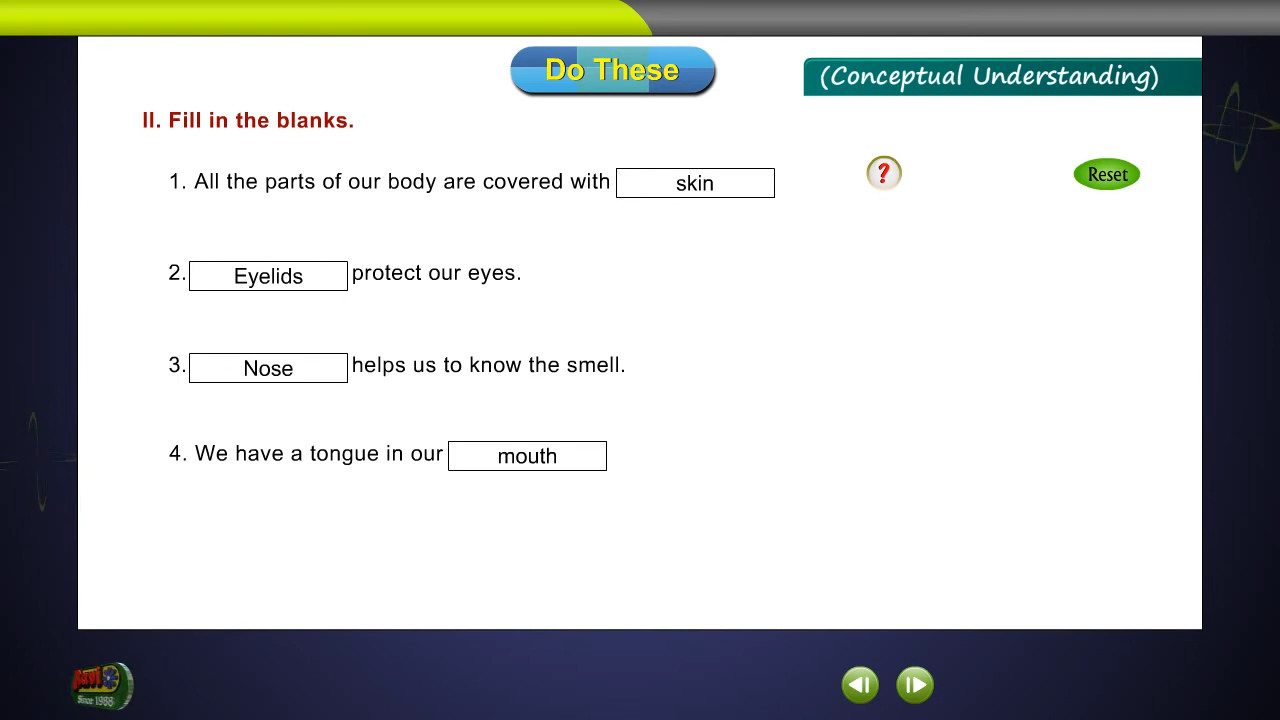 Do These
(Conceptual Understanding)
II. Fill in the blanks.
1. All the parts of our body are covered with skin
?
Reset
2. Eyelids protect our eyes.
3. Nose helps us to know the smell.
4. We have a tongue in our mouth
Since 1988